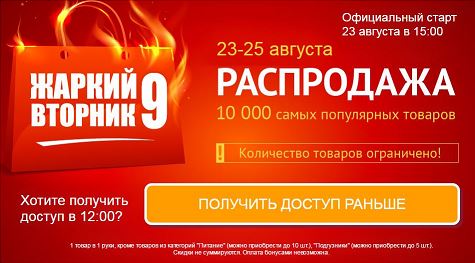 Официальный старт
23 августа в 15:00
23-25 августа
ЖАРКИЙ
ВТОРНИК 9
РАСПРОДАЖА
10 000 самых популярных товаров
! Количество товаров ограничено!
Хотите получить
доступ в 12:00?
ПОЛУЧИТЬ ДОСТУП РАНЬШЕ
1 товар в 1 руки, кроме товаров из категорий "Питание" (можно приобрести до 10 шт.), "Подгузники" (можно приобрести до 5 шт.).
Скидки не суммируются. Оплата бонусами невозможна.